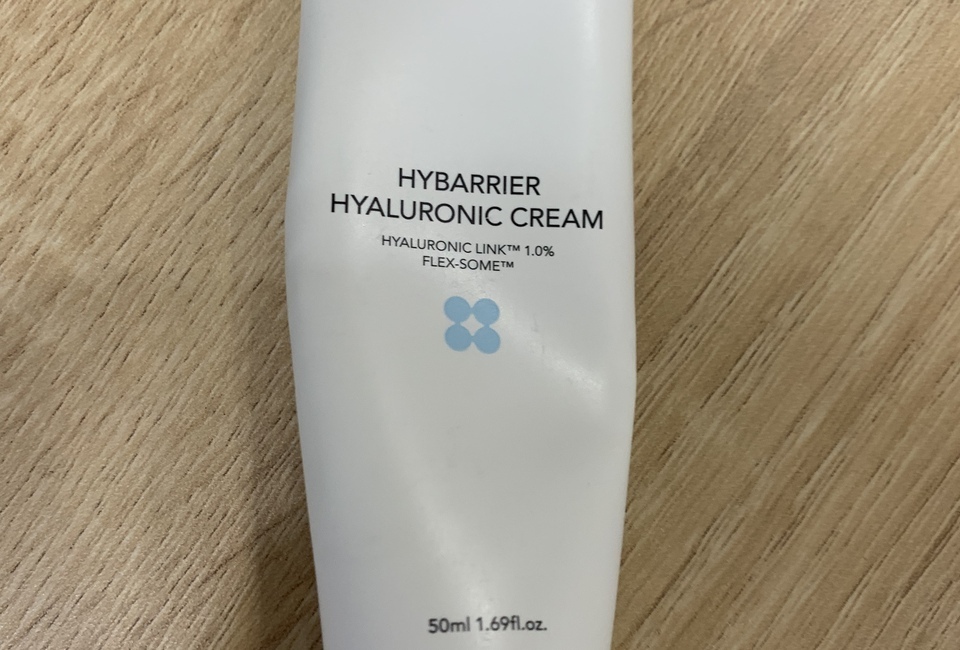 HYBARRIER
HYALURONIC CREAM
HYALURONIC LINK™ 1.0%
FLEX-SOME™
50ml 1.69fl.oz.